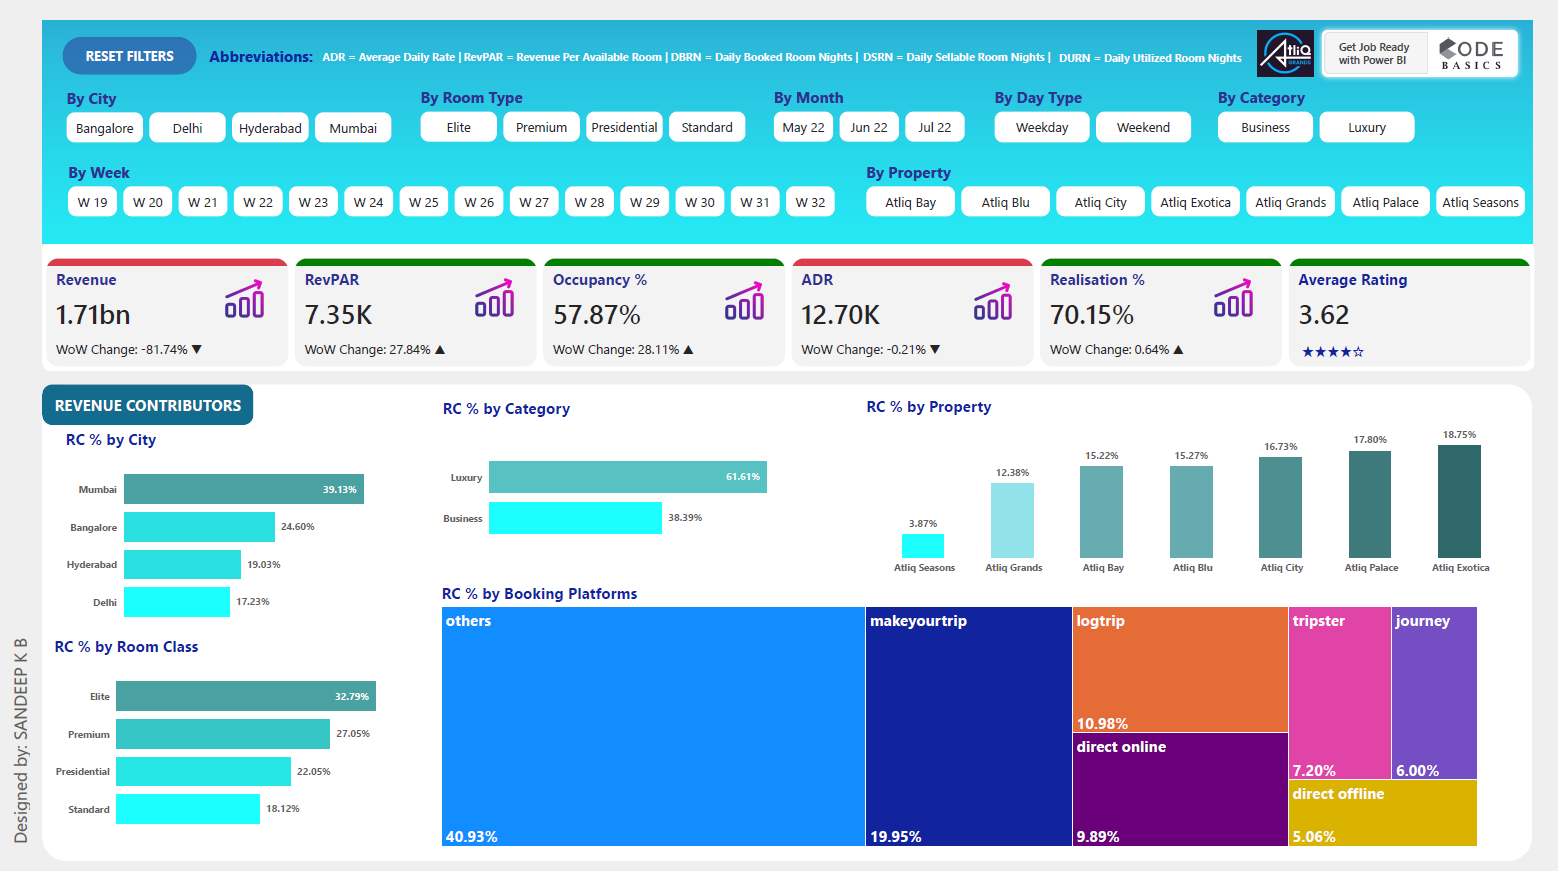 RESET FILTERS
Abbreviations: ADR = Average Daily Rate | RevPAR = Revenue Per Available Room | DBRN = Daily Booked Room Nights | DSRN = Daily Sellable Room Nights | DURN = Daily Utilized Room Nights
AtliQ
GRANDS
Get Job Ready
with Power BI
CODE
BASICS
By City
Bangalore
Delhi
Hyderabad
Mumbai
By Room Type
Elite
Premium
Presidential
Standard
By Month
May 22
Jun 22
Jul 22
By Day Type
Weekday
Weekend
By Category
Business
Luxury
By Week
W 19
W 20
W 21
W 22
W 23
W 24
W 25
W 26
W 27
W 28
W 29
W 30
W 31
W 32
By Property
Atliq Bay
Atliq Blu
Atliq City
Atliq Exotica
Atliq Grands
Atliq Palace
Atliq Seasons
Revenue
1.71bn
WoW Change: -81.74% ▼
RevPAR
7.35K
WoW Change: 27.84% ▲
Occupancy %
57.87%
WoW Change: 28.11% ▲
ADR
12.70K
WoW Change: -0.21% ▼
Realisation %
70.15%
WoW Change: 0.64% ▲
Average Rating
3.62
★★★★☆
REVENUE CONTRIBUTORS
RC % by City
Mumbai 39.13%
Bangalore 24.60%
Hyderabad 19.03%
Delhi 17.23%
RC % by Room Class
Elite 32.79%
Premium 27.05%
Presidential 22.05%
Standard 18.12%
RC % by Category
Luxury 61.61%
Business 38.39%
RC % by Property
3.87%
12.38%
15.22%
15.27%
16.73%
17.80%
18.75%
Atliq Seasons
Atliq Grands
Atliq Bay
Atliq Blu
Atliq City
Atliq Palace
Atliq Exotica
RC % by Booking Platforms
others
40.93%
makeyourtrip
19.95%
logtrip
10.98%
direct online
9.89%
tripster
7.20%
journey
6.00%
direct offline
5.06%
Designed by: SANDEEP K B